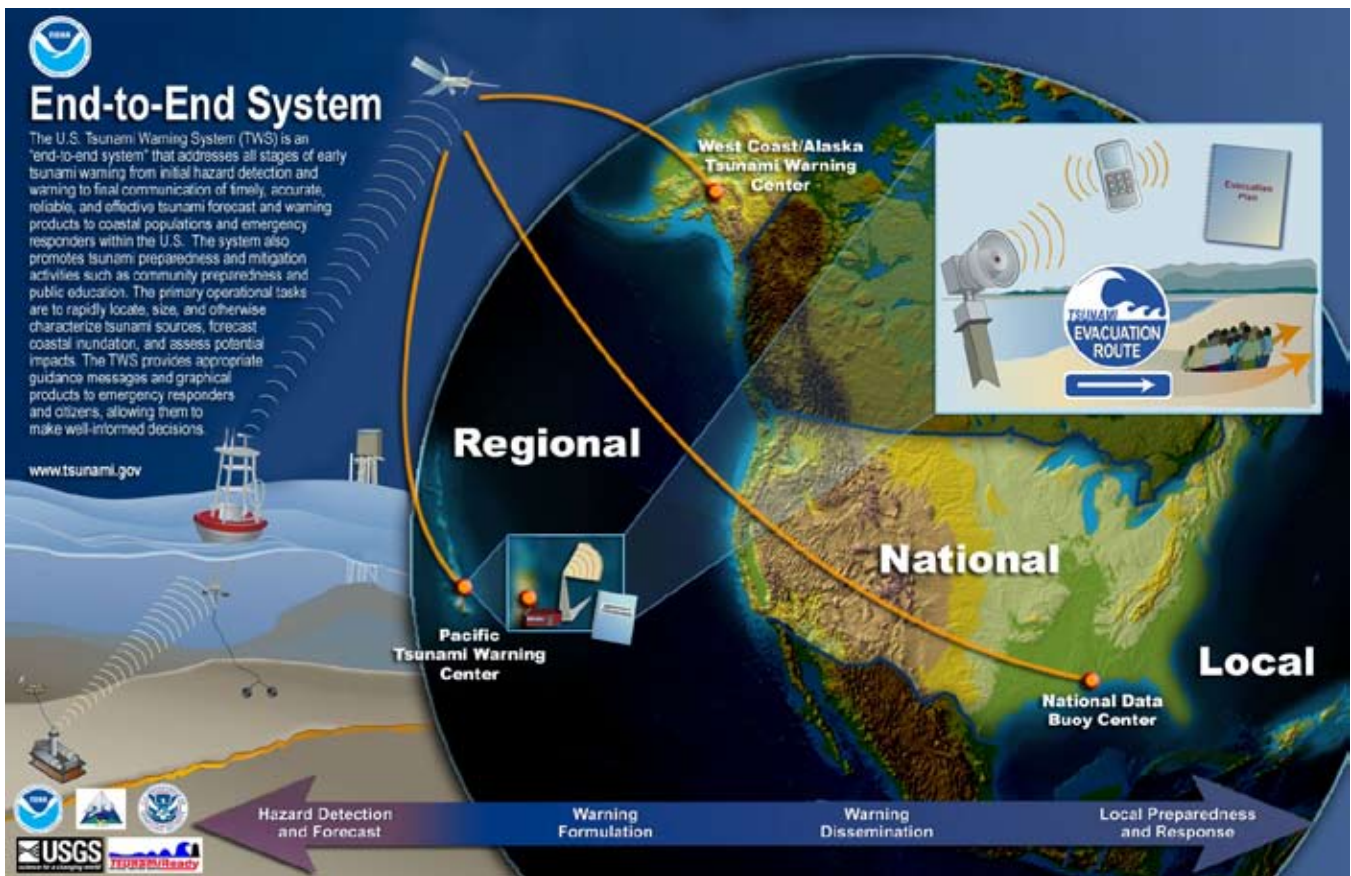 NOAA
End-to-End System
The U.S. Tsunami Warning System (TWS) is an
"end-to-end system" that addresses all stages of early
tsunami warning from initial hazard detection and
warning to final communication of timely, accurate,
reliable, and effective tsunami forecast and warning
products to coastal populations and emergency
responders within the U.S. The system also
promotes tsunami preparedness and mitigation
activities such as community preparedness and
public education. The primary operational tasks
are to rapidly locate, size, and otherwise
characterize tsunami sources, forecast
coastal inundation, and assess potential
impacts. The TWS provides appropriate
guidance messages and graphical
products to emergency responders
and citizens, allowing them to
make well-informed decisions.
www.tsunami.gov
West Coast/Alaska
Tsunami Warning
Center
Evacuation
Plan
TSUNAMI
EVACUATION
ROUTE
Regional
National
Local
Pacific
Tsunami Warning
Center
National Data
Buoy Center
Hazard Detection
and Forecast
Warning
Formulation
Warning
Dissemination
Local Preparedness
and Response
NOAA
USGS
science for a changing world
TSUNAMI/Ready